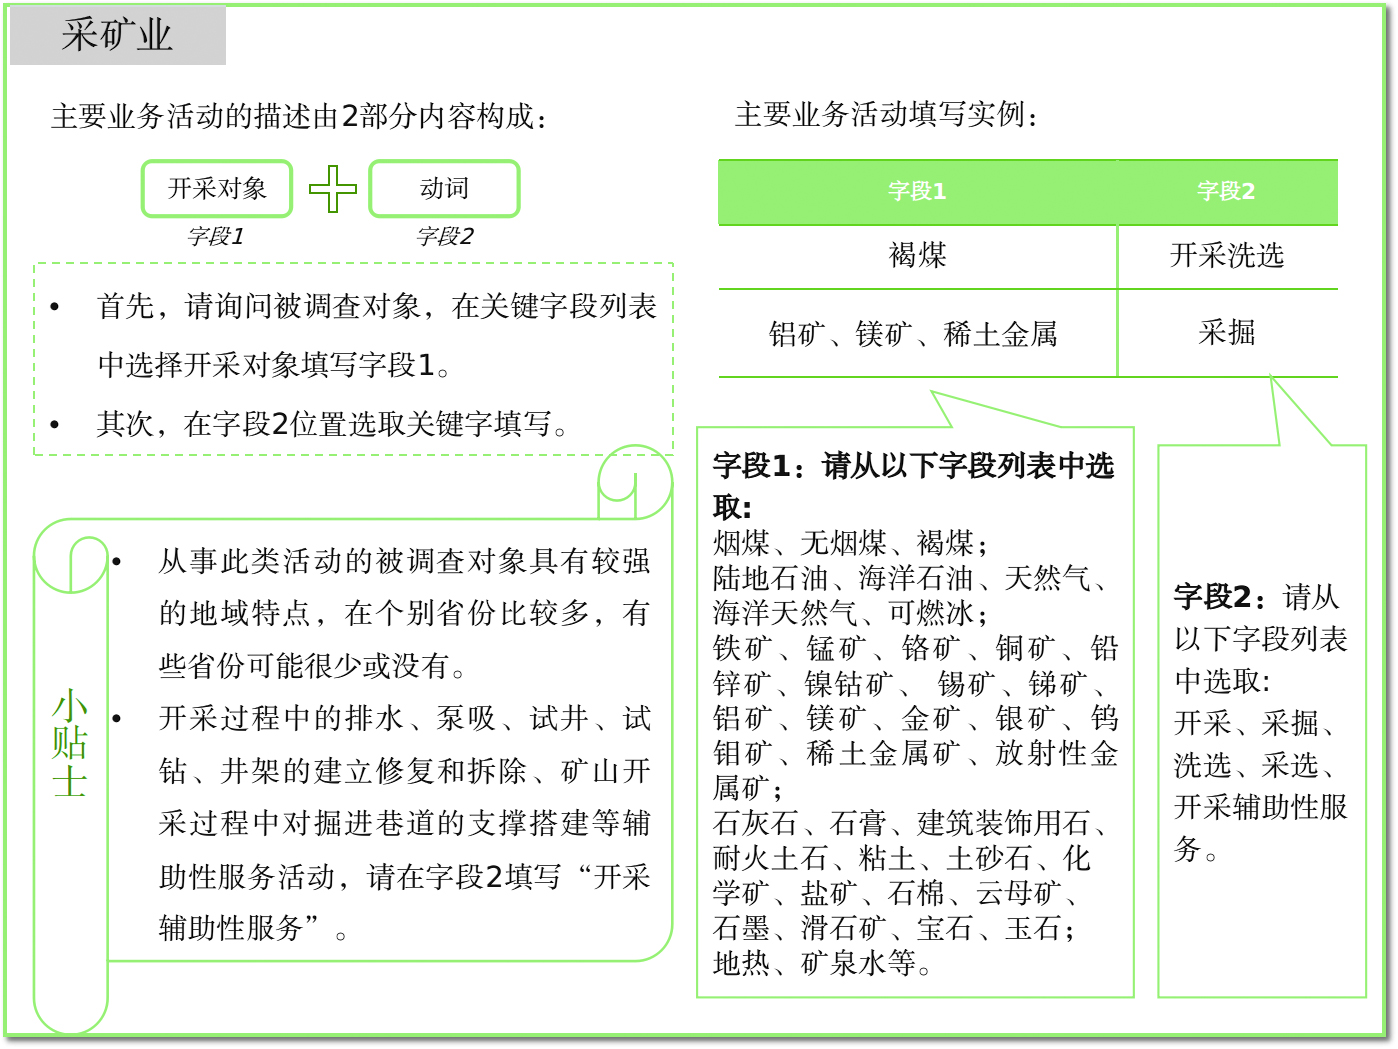 采矿业
主要业务活动的描述由2部分内容构成：
开采对象
动词
字段1
字段2
• 首先，请询问被调查对象，在关键字段列表
中选择开采对象填写字段1。
• 其次，在字段2位置选取关键字填写。
小贴士
• 从事此类活动的被调查对象具有较强
的地域特点，在个别省份比较多，有
些省份可能很少或没有。
• 开采过程中的排水、泵吸、试井、试
钻、井架的建立修复和拆除、矿山开
采过程中对掘进巷道的支撑搭建等辅
助性服务活动，请在字段2填写“开采
辅助性服务”。
主要业务活动填写实例：
字段1 字段2
褐煤 开采洗选
铝矿、镁矿、稀土金属 采掘
字段1：请从以下字段列表中选
取:
烟煤、无烟煤、褐煤；
陆地石油、海洋石油、天然气、
海洋天然气、可燃冰；
铁矿、锰矿、铬矿、铜矿、铅
锌矿、镍钴矿、 锡矿、锑矿、
铝矿、镁矿、金矿、银矿、钨
钼矿、稀土金属矿、放射性金
属矿；
石灰石、石膏、建筑装饰用石、
耐火土石、粘土、土砂石、化
学矿、盐矿、石棉、云母矿、
石墨、滑石矿、宝石、玉石；
地热、矿泉水等。
字段2：请从
以下字段列表
中选取:
开采、采掘、
洗选、采选、
开采辅助性服
务。